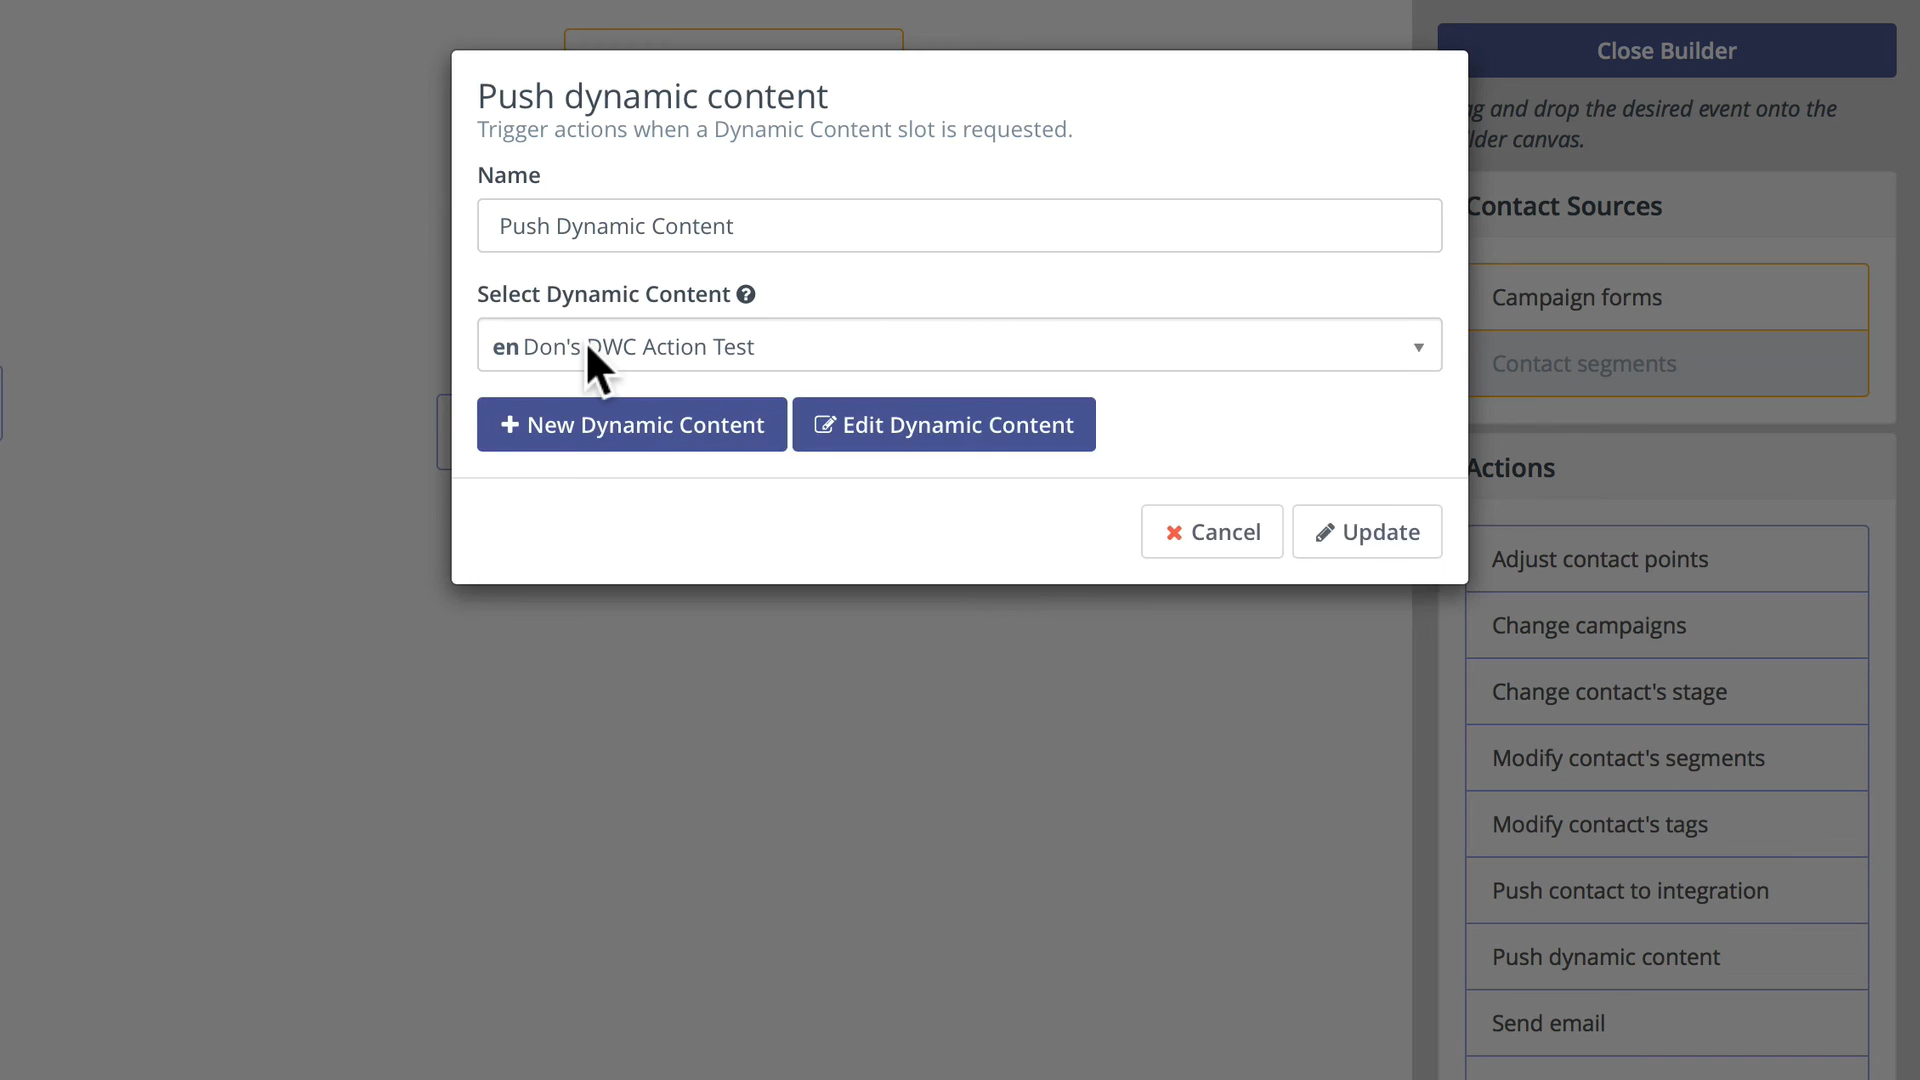 Push dynamic content
Trigger actions when a Dynamic Content slot is requested.
Name
Push Dynamic Content
Select Dynamic Content
en Don's DWC Action Test
New Dynamic Content
Edit Dynamic Content
Cancel
Update
Close Builder
and drop the desired event onto the
canvas.
Contact Sources
Campaign forms
Contact segments
Actions
Adjust contact points
Change campaigns
Change contact's stage
Modify contact's segments
Modify contact's tags
Push contact to integration
Push dynamic content
Send email